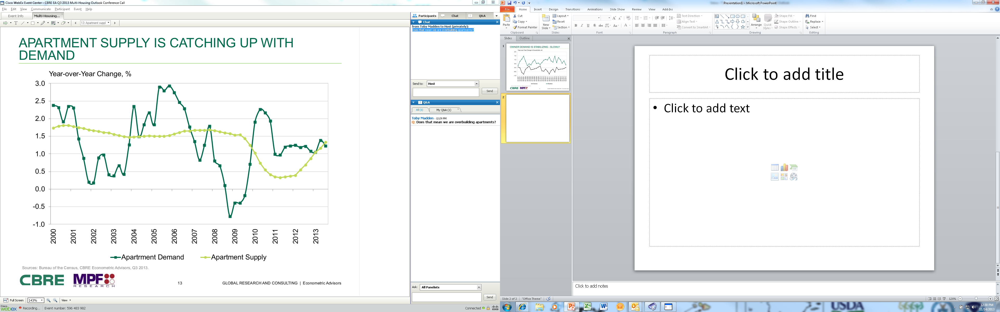 Cisco WebEx Event Center - CBRE EA Q3 2013 Multi-Housing Outlook Conference Call
File Edit View Communicate Participant Event Help
Event Info Multi-Housing...
13: Apartment suppl
APARTMENT SUPPLY IS CATCHING UP WITH
DEMAND
Year-over-Year Change, %
3.0
2.5
2.0
1.5
1.0
0.5
0.0
-0.5
-1.0
2000 2001 2002 2003 2004 2005 2006 2007 2008 2009 2010 2011 2012 2013
Apartrment Demand Apartment Supply
Sources: Bureau of the Census, CBRE Econometric Advisors, Q3 2013.
CBRE MPF RESEARCH
13 GLOBAL RESEARCH AND CONSULTING | Econometric Advisors
Full Screen 143% View
Cisco webex Recording... Event number: 596 483 982 Connected cisco
Participants Chat Q&A
Chat
from Toby Madden to Host (privately):
Does that mean we are overbuilding apartments?
Send to: Host
Send
Q&A
All (1) My Q&A (1)
Toby Madden - 12:29 PM
Q: Does that mean we are overbuilding apartments?
Ask: All Panelists
Send
Presentation1 - Microsoft PowerPoint
File Home Insert Design Transitions Animations Slide Show Review View Add-Ins
Paste Cut Copy Format Painter
Clipboard
New Slide Layout Reset Section
Slides
Font
Text Direction Align Text Convert to SmartArt
Paragraph
Arrange Quick Styles Shape Fill Shape Outline Shape Effects
Drawing
Find Replace Select
Editing
Slides Outline
1
OWNER DEMAND IS STABILIZING - SLOWLY
CBRE MPF
2
Click to add title
• Click to add text
Click to add notes
Slide 2 of 2 "Office Theme" 120%
USDA
12:30 PM
11/14/2013